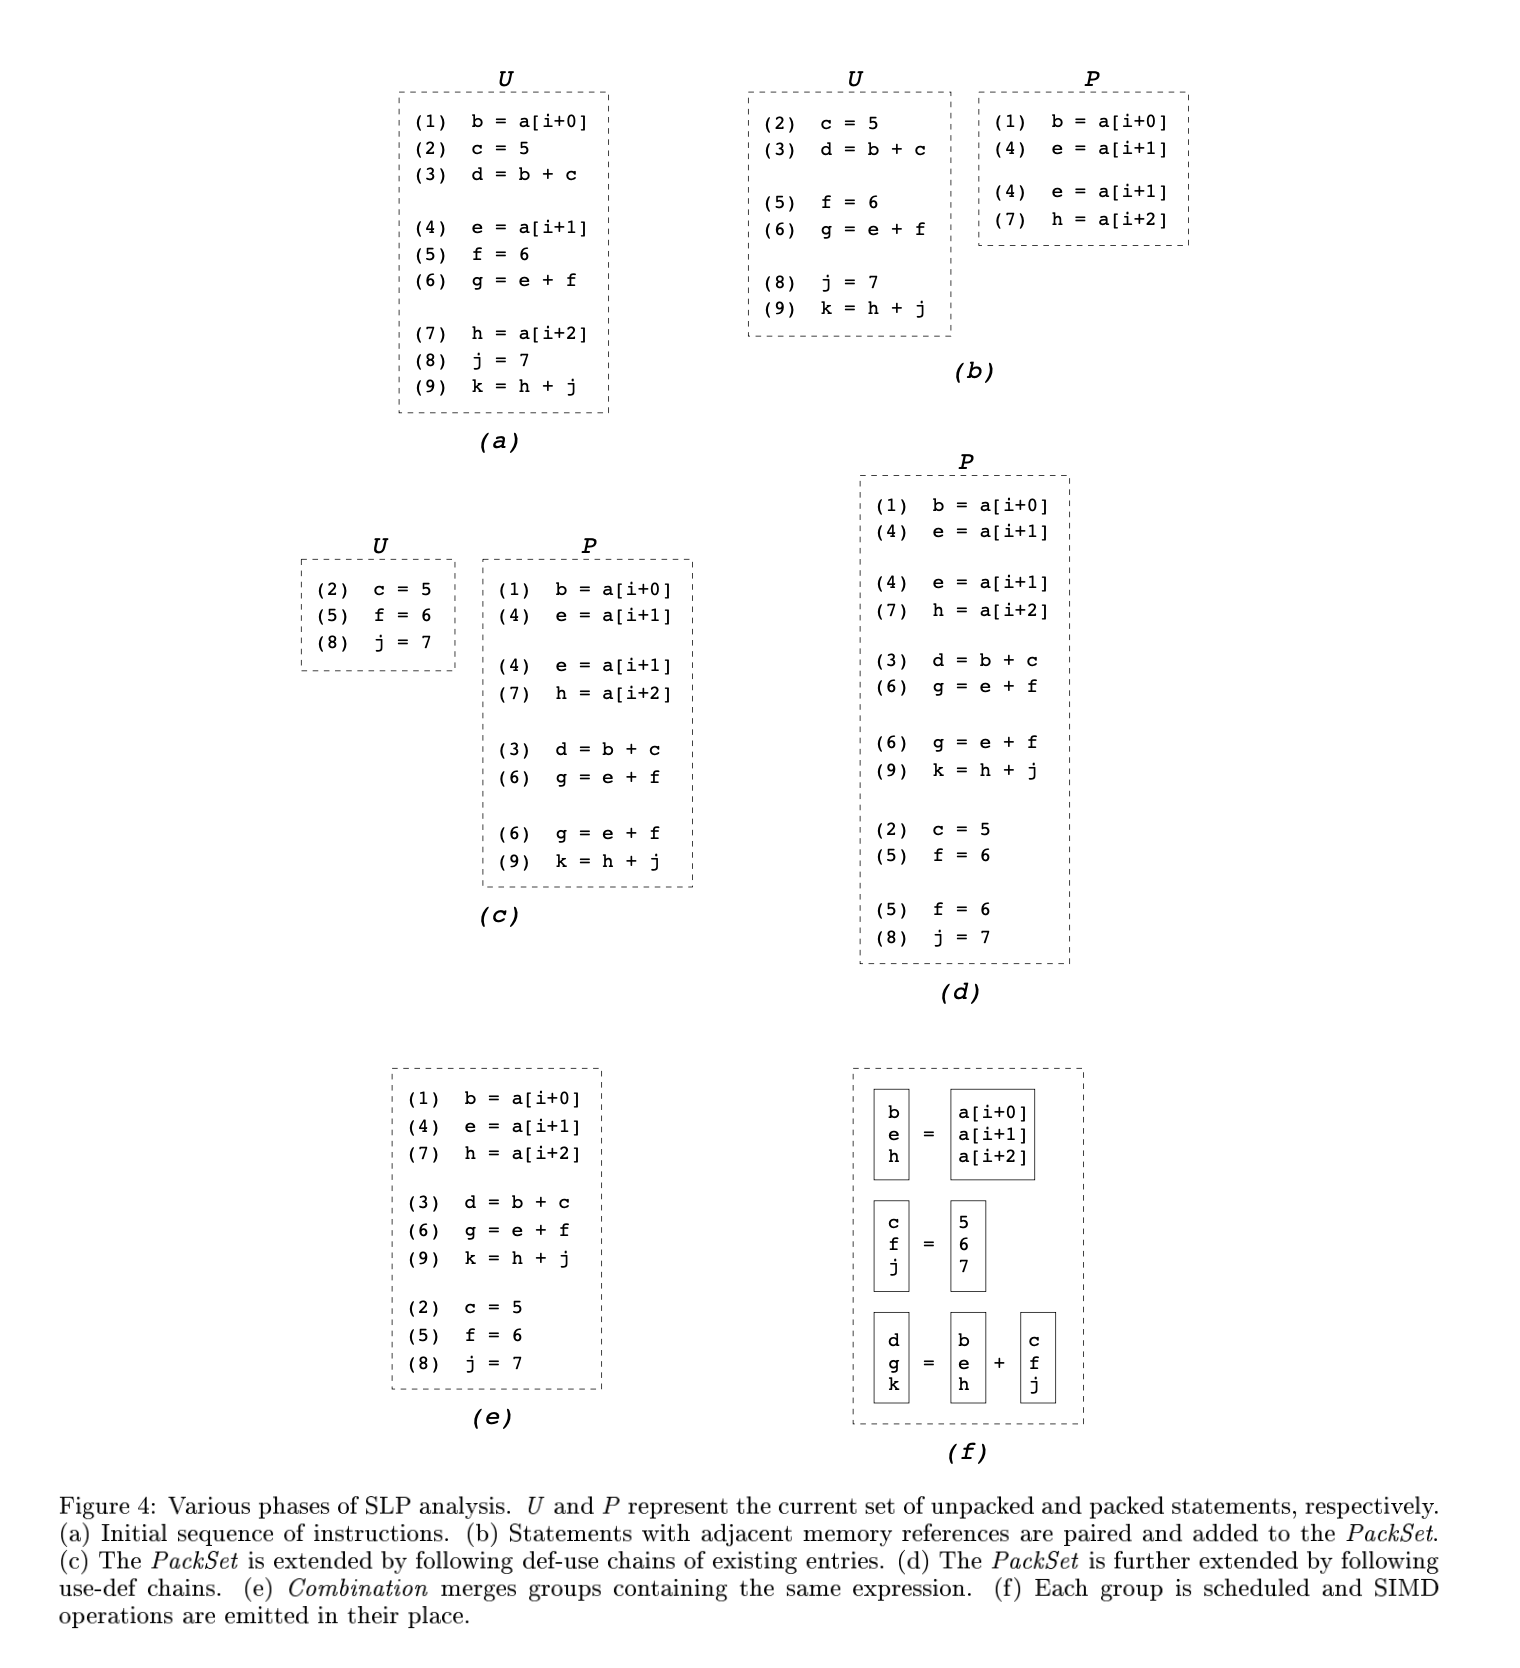 U
(1) b = a[i+0]
(2) c = 5
(3) d = b + c
(4) e = a[i+1]
(5) f = 6
(6) g = e + f
(7) h = a[i+2]
(8) j = 7
(9) k = h + j
(a)
U
(2) c = 5
(3) d = b + c
(5) f = 6
(6) g = e + f
(8) j = 7
(9) k = h + j
P
(1) b = a[i+0]
(4) e = a[i+1]
(4) e = a[i+1]
(7) h = a[i+2]
(b)
U
(2) c = 5
(5) f = 6
(8) j = 7
P
(1) b = a[i+0]
(4) e = a[i+1]
(4) e = a[i+1]
(7) h = a[i+2]
(3) d = b + c
(6) g = e + f
(6) g = e + f
(9) k = h + j
(c)
P
(1) b = a[i+0]
(4) e = a[i+1]
(4) e = a[i+1]
(7) h = a[i+2]
(3) d = b + c
(6) g = e + f
(6) g = e + f
(9) k = h + j
(2) c = 5
(5) f = 6
(5) f = 6
(8) j = 7
(d)
(1) b = a[i+0]
(4) e = a[i+1]
(7) h = a[i+2]
(3) d = b + c
(6) g = e + f
(9) k = h + j
(2) c = 5
(5) f = 6
(8) j = 7
(e)
b a[i+0]
e = a[i+1]
h a[i+2]
c 5
f = 6
j 7
d b c
g = e + f
k h j
(f)
Figure 4: Various phases of SLP analysis. U and P represent the current set of unpacked and packed statements, respectively.
(a) Initial sequence of instructions. (b) Statements with adjacent memory references are paired and added to the PackSet.
(c) The PackSet is extended by following def-use chains of existing entries. (d) The PackSet is further extended by following
use-def chains. (e) Combination merges groups containing the same expression. (f) Each group is scheduled and SIMD
operations are emitted in their place.